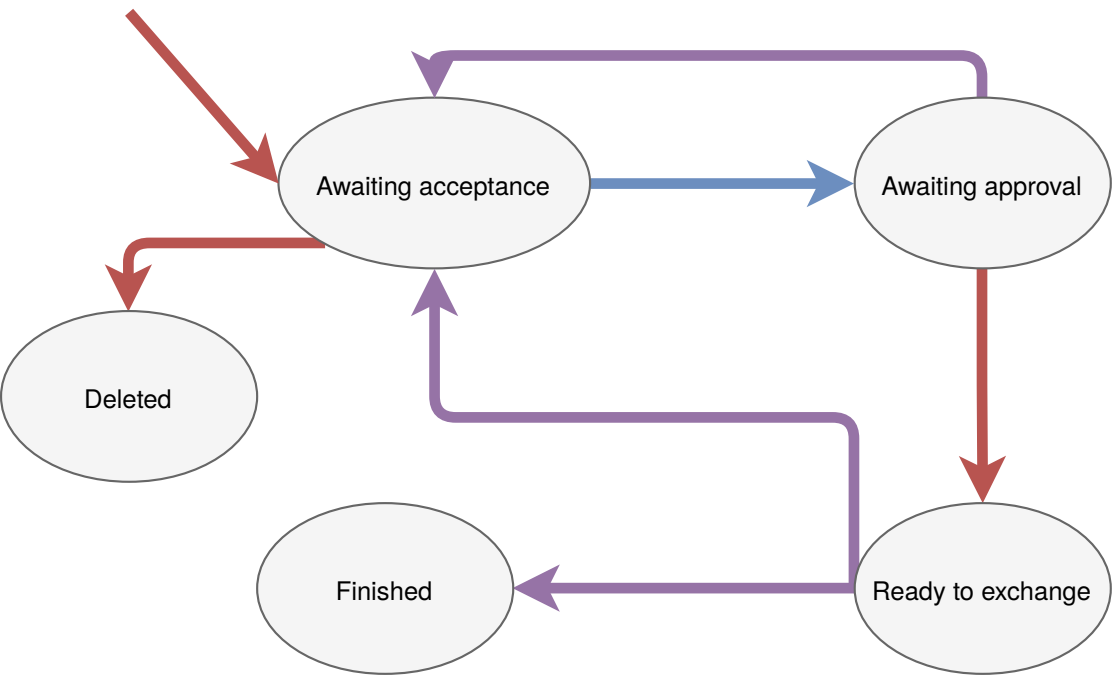 Awaiting acceptance
Awaiting approval
Deleted
Finished
Ready to exchange